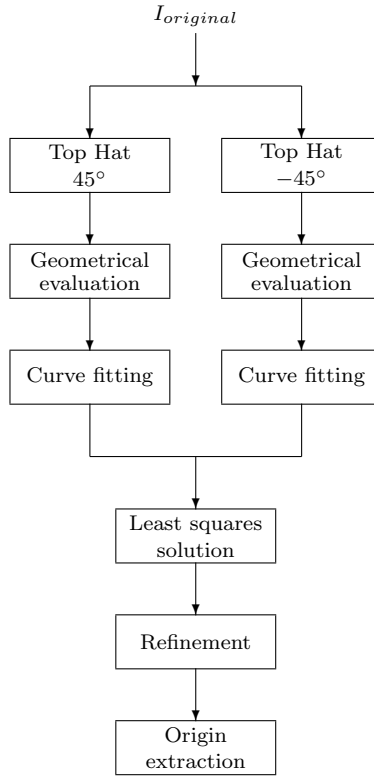 I_original
Top Hat
45°
Top Hat
−45°
Geometrical
evaluation
Geometrical
evaluation
Curve fitting
Curve fitting
Least squares
solution
Refinement
Origin
extraction